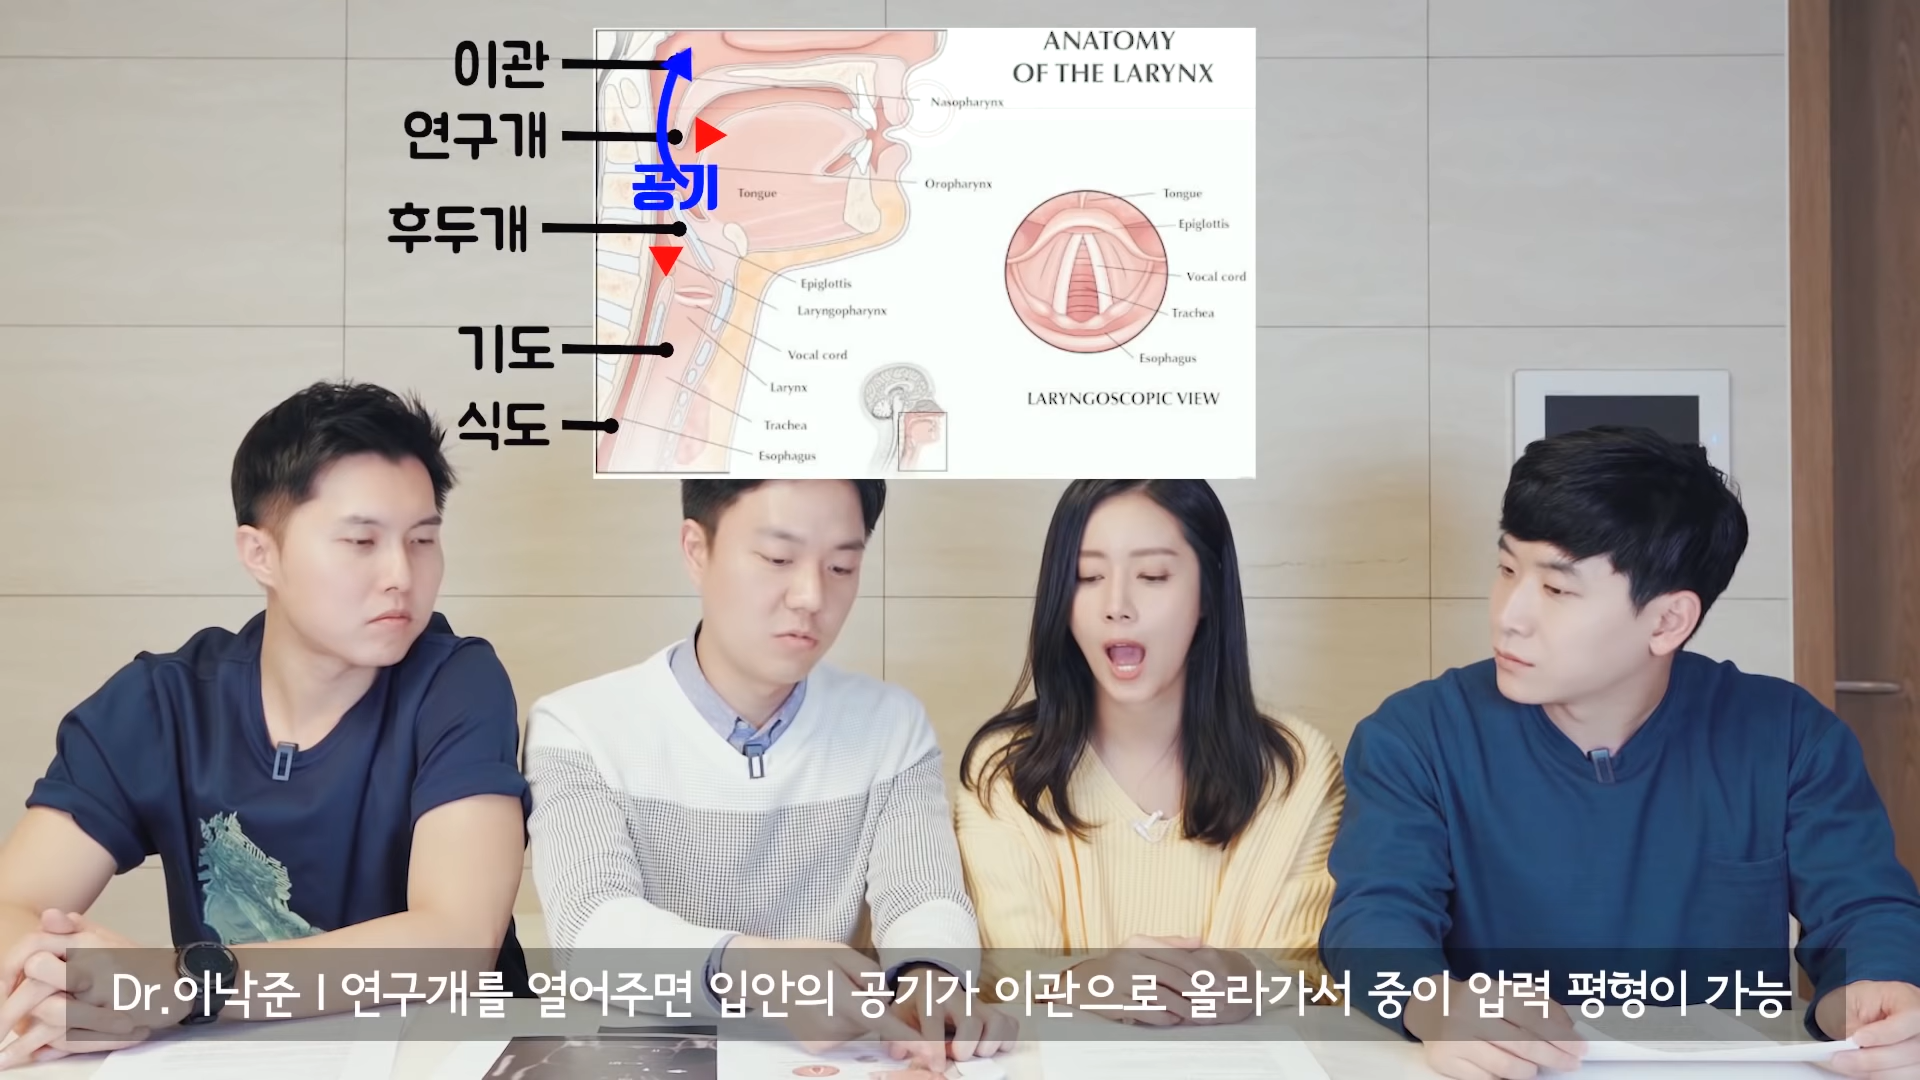 이관
연구개
후두개
기도
식도
공기
ANATOMY
OF THE LARYNX
Nasopharynx
Oropharynx
Tongue
Epiglottis
Laryngopharynx
Vocal cord
Larynx
Trachea
Esophagus
Tongue
Epiglottis
Vocal cord
Trachea
Esophagus
LARYNGOSCOPIC VIEW
Dr.이낙준 | 연구개를 열어주면 입안의 공기가 이관으로 올라가서 중이 압력 평형이 가능